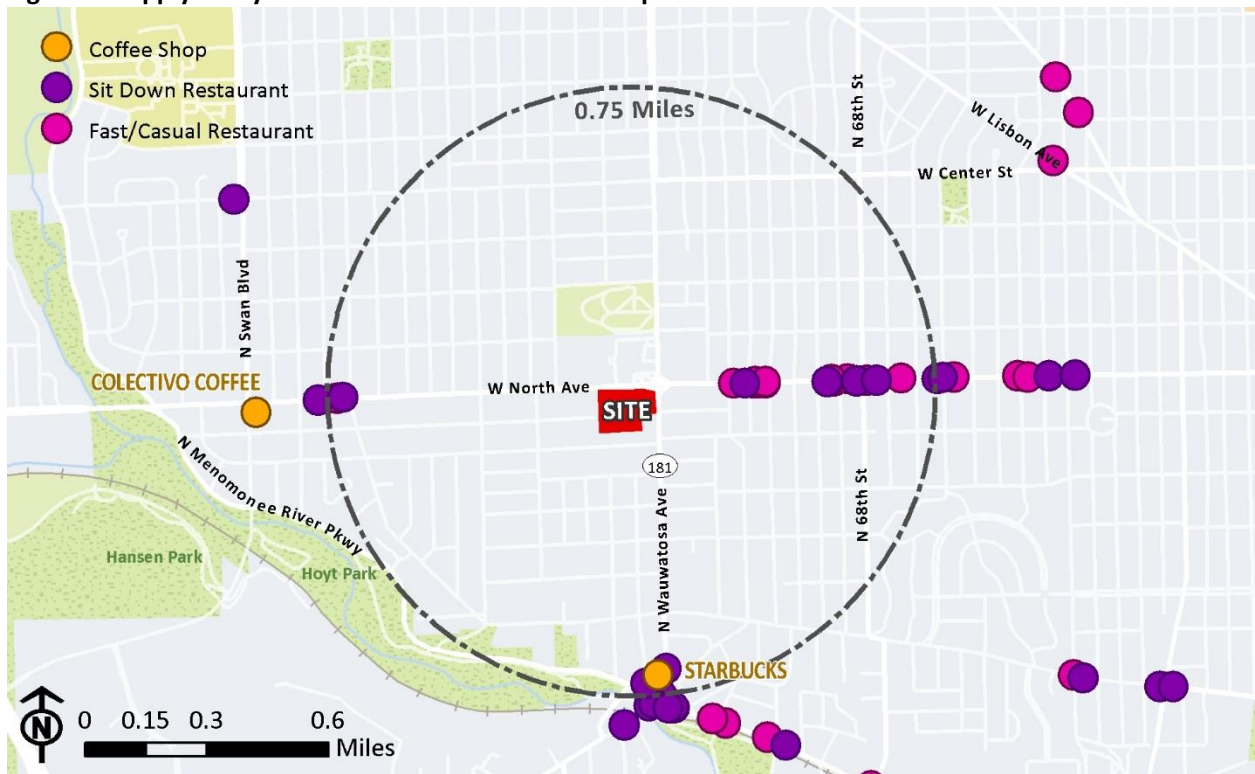 Coffee Shop
Sit Down Restaurant
Fast/Casual Restaurant
0.75 Miles
N 68th St
W Lisbon Ave
W Center St
N Swan Blvd
COLECTIVO COFFEE
W North Ave
SITE
181
N Menomonee River Pkwy
N Wauwatosa Ave
N 68th St
Hansen Park
Hoyt Park
STARBUCKS
N
0 0.15 0.3 0.6
Miles